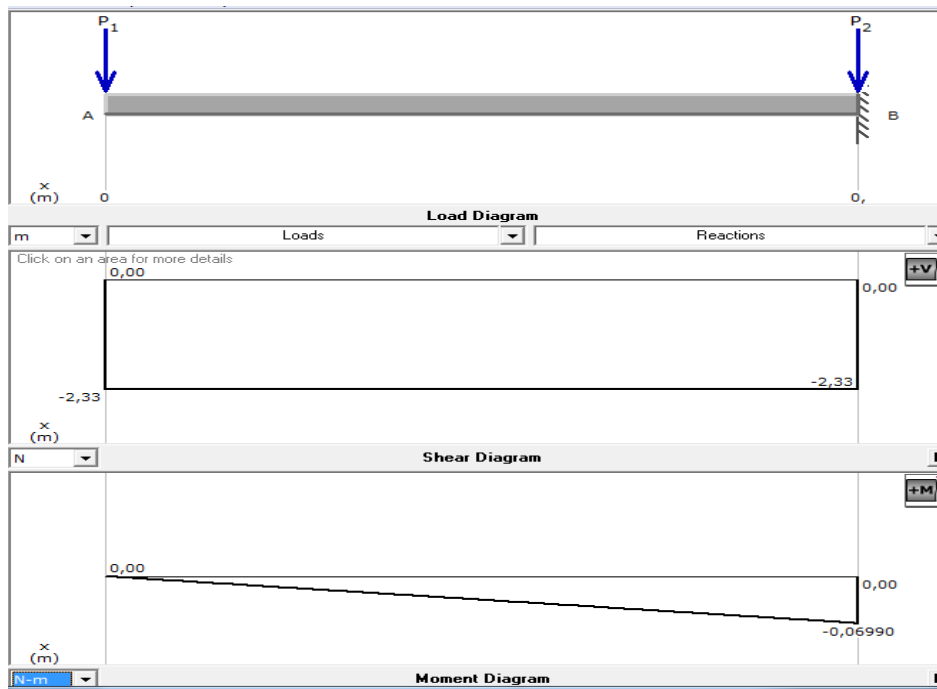 P1 P2
A B
x
(m) 0 0,
Load Diagram
m Loads Reactions
Click on an area for more details
+V
0,00 0,00
-2,33
-2,33
x
(m)
N Shear Diagram
+M
0,00 0,00
-0,06990
x
(m)
N-m Moment Diagram